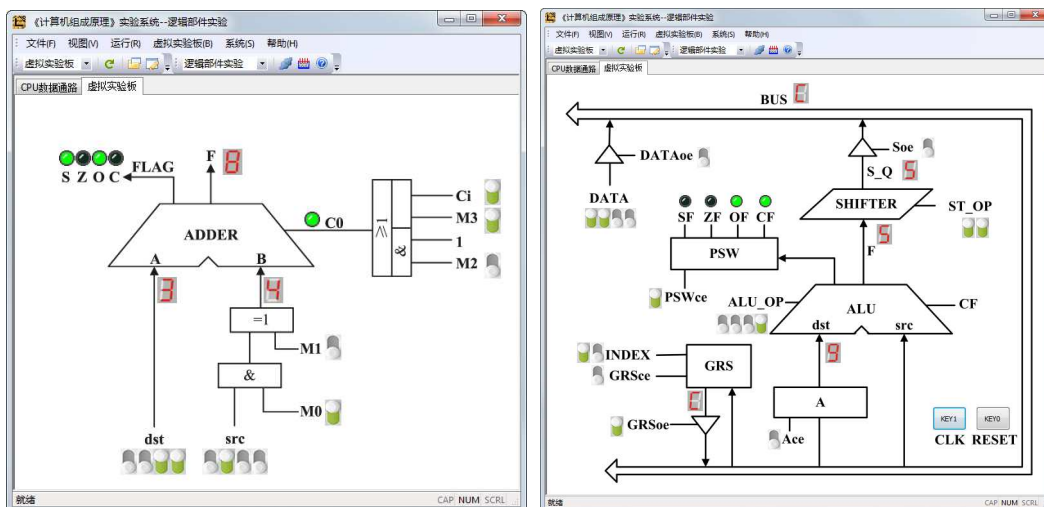 《计算机组成原理》实验系统--逻辑部件实验
文件(F) 视图(V) 运行(R) 虚拟实验板(B) 系统(S) 帮助(H)
虚拟实验板 逻辑部件实验
CPU数据通路 虚拟实验板
S Z O C
FLAG
F 8
C0
≥1
&
Ci
M3
1
M2
ADDER
A B
3 4
=1
M1
&
M0
dst src
就绪 CAP NUM SCRL
《计算机组成原理》实验系统--逻辑部件实验
文件(F) 视图(V) 运行(R) 虚拟实验板(B) 系统(S) 帮助(H)
虚拟实验板 逻辑部件实验
CPU数据通路 虚拟实验板
BUS C
DATAoe
Soe
DATA
S_Q 5
SF ZF OF CF
SHIFTER
ST_OP
5
F
PSW
PSWce
ALU_OP
ALU
CF
dst src
9
INDEX
GRS
GRSce
C
A
GRSoe
Ace
KEY1 KEY0
CLK RESET
就绪 CAP NUM SCRL